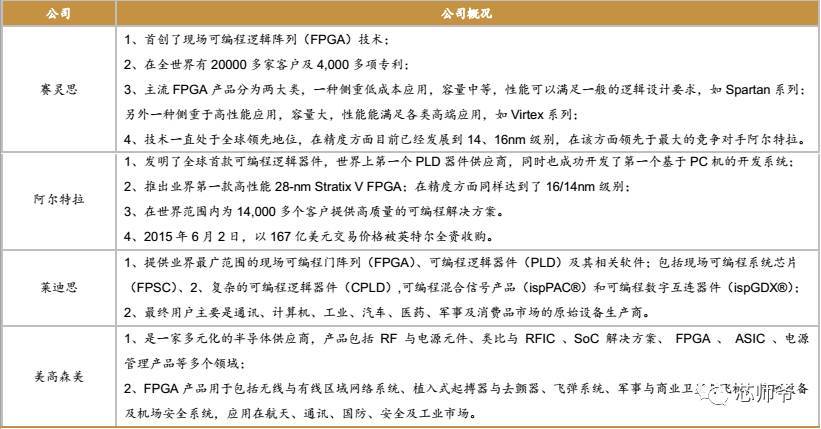 公司 公司概况
赛灵思
1、首创了现场可编程逻辑阵列（FPGA）技术；
2、在全世界有 20000 多家客户及 4,000 多项专利；
3、主流 FPGA 产品分为两大类，一种侧重低成本应用，容量中等，性能可以满足一般的逻辑设计要求，如 Spartan 系列；
另外一种侧重于高性能应用，容量大，性能能满足各类高端应用，如 Virtex 系列；
4、技术一直处于全球领先地位，在精度方面目前已经发展到 14、16nm 级别，在该方面领先于最大的竞争对手阿尔特拉。
阿尔特拉
1、发明了全球首款可编程逻辑器件，世界上第一个 PLD 器件供应商，同时也成功开发了第一个基于 PC 机的开发系统；
2、推出业界第一款高性能 28-nm Stratix V FPGA；在精度方面同样达到了 16/14nm 级别；
3、在世界范围内为 14,000 多个客户提供高质量的可编程解决方案。
4、2015 年 6 月 2 日，以 167 亿美元交易价格被英特尔全资收购。
莱迪思
1、提供业界最广范围的现场可编程门阵列（FPGA）、可编程逻辑器件（PLD）及其相关软件；包括现场可编程系统芯片
（FPSC）、2、复杂的可编程逻辑器件（CPLD）,可编程混合信号产品（ispPAC®）和可编程数字互连器件（ispGDX®）；
2、最终用户主要是通讯、计算机、工业、汽车、医药、军事及消费品市场的原始设备生产商。
美高森美
1、是一家多元化的半导体供应商，产品包括 RF 与电源元件、类比与 RFIC 、SoC 解决方案、 FPGA 、 ASIC 、电源
管理产品等多个领域；
2、FPGA 产品用于包括无线与有线区域网络系统、植入式起搏器与去颤器、飞弹系统、军事与商业卫星与飞机 设备
及机场安全系统，应用在航天、通讯、国防、安全及工业市场。
芯师爷